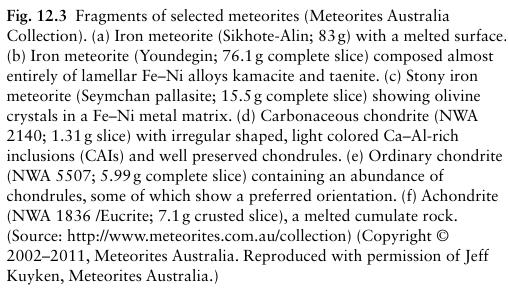 Fig. 12.3 Fragments of selected meteorites (Meteorites Australia
Collection). (a) Iron meteorite (Sikhote-Alin; 83 g) with a melted surface.
(b) Iron meteorite (Youndegin; 76.1 g complete slice) composed almost
entirely of lamellar Fe–Ni alloys kamacite and taenite. (c) Stony iron
meteorite (Seymchan pallasite; 15.5 g complete slice) showing olivine
crystals in a Fe–Ni metal matrix. (d) Carbonaceous chondrite (NWA
2140; 1.31 g slice) with irregular shaped, light colored Ca–Al-rich
inclusions (CAIs) and well preserved chondrules. (e) Ordinary chondrite
(NWA 5507; 5.99 g complete slice) containing an abundance of
chondrules, some of which show a preferred orientation. (f) Achondrite
(NWA 1836 /Eucrite; 7.1 g crusted slice), a melted cumulate rock.
(Source: http://www.meteorites.com.au/collection) (Copyright ©
2002–2011, Meteorites Australia. Reproduced with permission of Jeff
Kuyken, Meteorites Australia.)